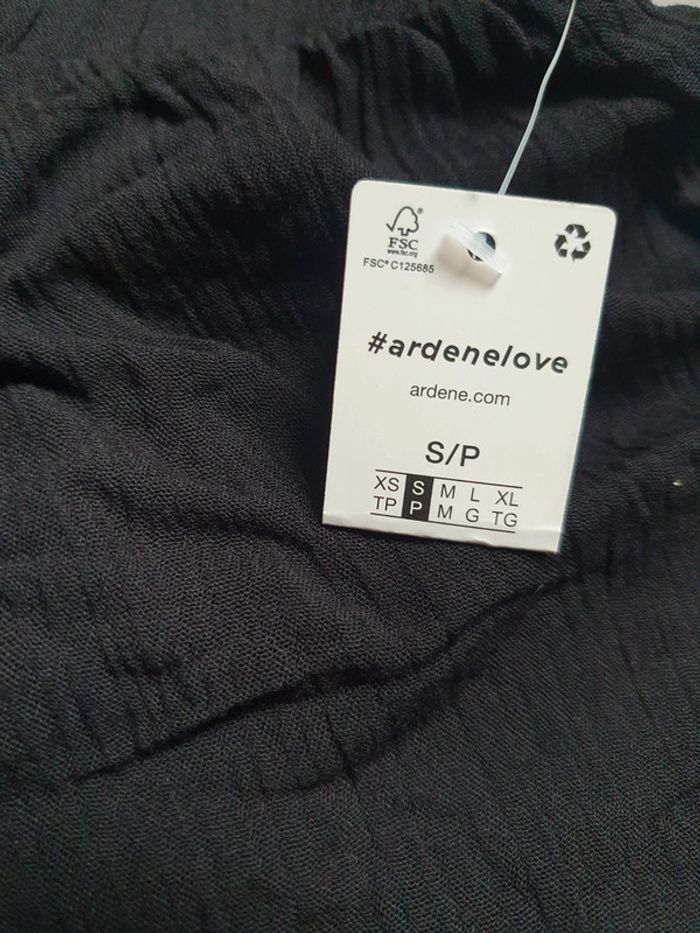 FSC®
www.fsc.org
FSC® C125685
#ardenelove
ardene.com
S/P
XS S M L XL
TP P M G TG